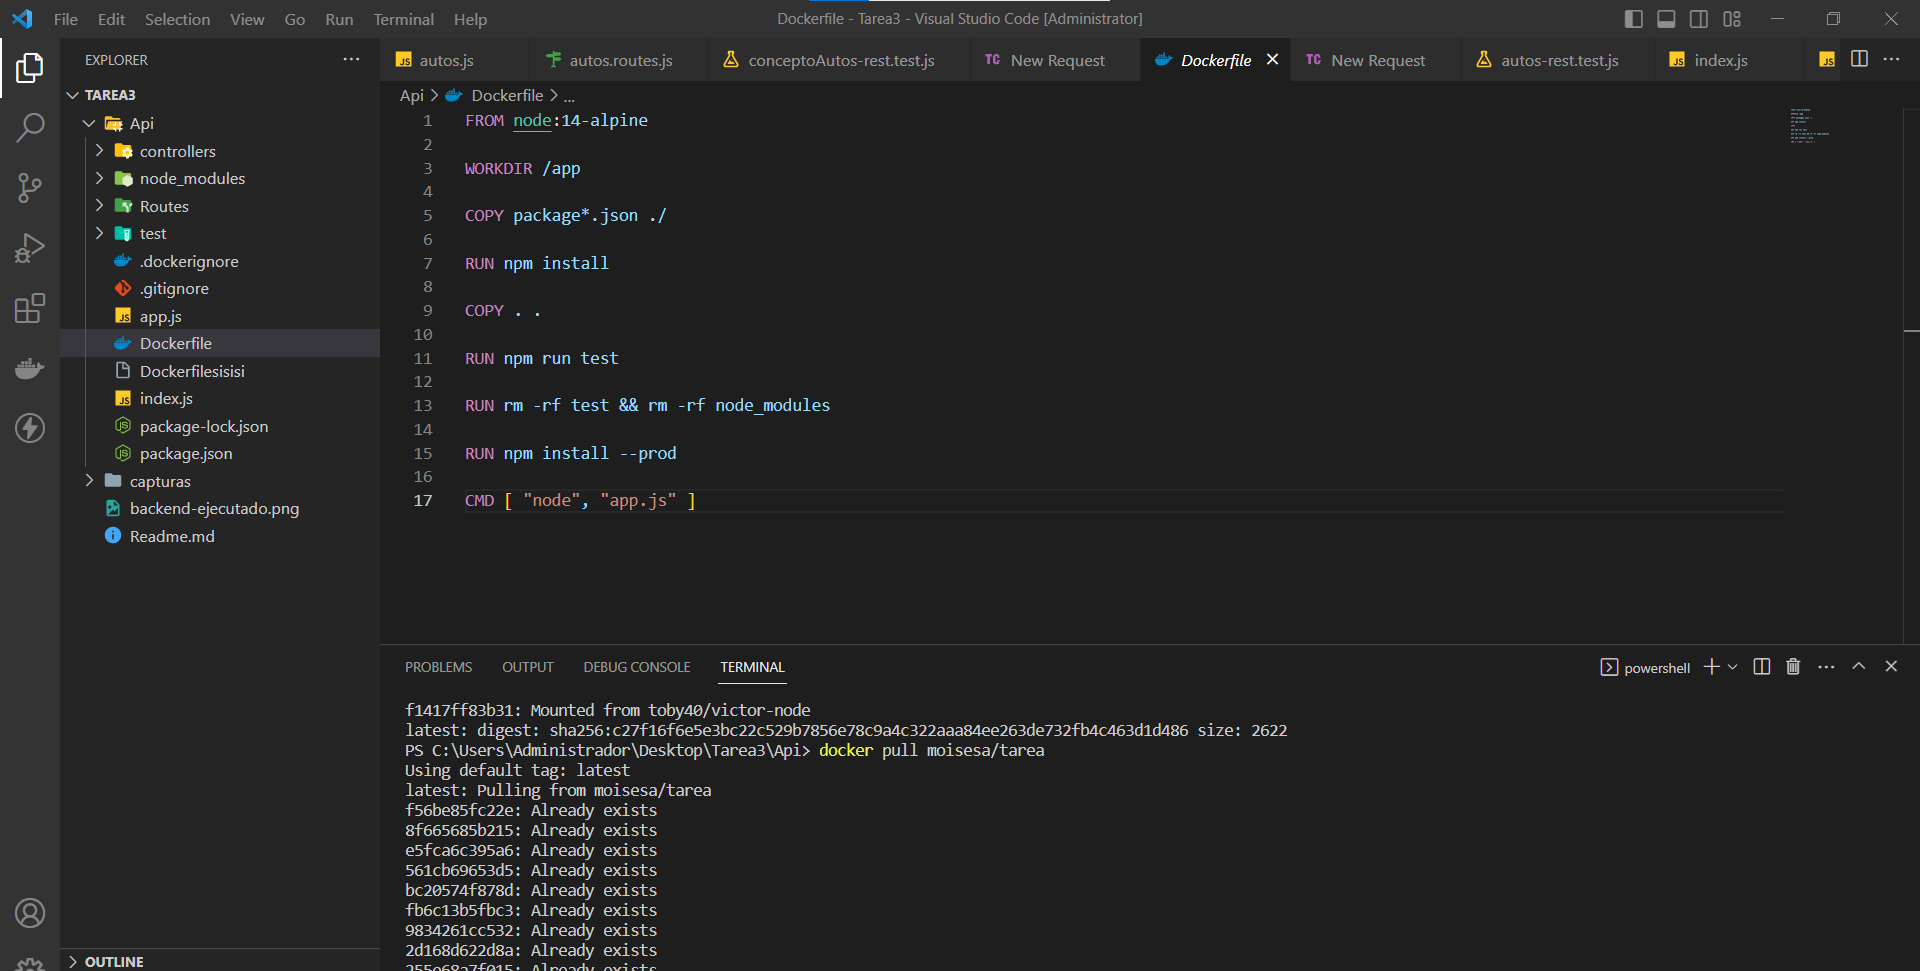 File Edit Selection View Go Run Terminal Help
Dockerfile - Tarea3 - Visual Studio Code [Administrator]
EXPLORER
TAREA3
Api
controllers
node_modules
Routes
test
.dockerignore
.gitignore
app.js
Dockerfile
Dockerfilesisisi
index.js
package-lock.json
package.json
capturas
backend-ejecutado.png
Readme.md
OUTLINE
JS autos.js autos.routes.js conceptoAutos-rest.test.js TC New Request Dockerfile TC New Request autos-rest.test.js JS index.js JS
Api > Dockerfile > ...
1 FROM node:14-alpine
2
3 WORKDIR /app
4
5 COPY package*.json ./
6
7 RUN npm install
8
9 COPY . .
10
11 RUN npm run test
12
13 RUN rm -rf test && rm -rf node_modules
14
15 RUN npm install --prod
16
17 CMD [ "node", "app.js" ]
PROBLEMS OUTPUT DEBUG CONSOLE TERMINAL
powershell
f1417ff83b31: Mounted from toby40/victor-node
latest: digest: sha256:c27f16f6e5e3bc22c529b7856e78c9a4c322aaa84ee263de732fb4c463d1d486 size: 2622
PS C:\Users\Administrador\Desktop\Tarea3\Api> docker pull moisesa/tarea
Using default tag: latest
latest: Pulling from moisesa/tarea
f56be85fc22e: Already exists
8f665685b215: Already exists
e5fca6c395a6: Already exists
561cb69653d5: Already exists
bc20574f878d: Already exists
fb6c13b5fbc3: Already exists
9834261cc532: Already exists
2d168d622d8a: Already exists
255e68a7f015: Already exists